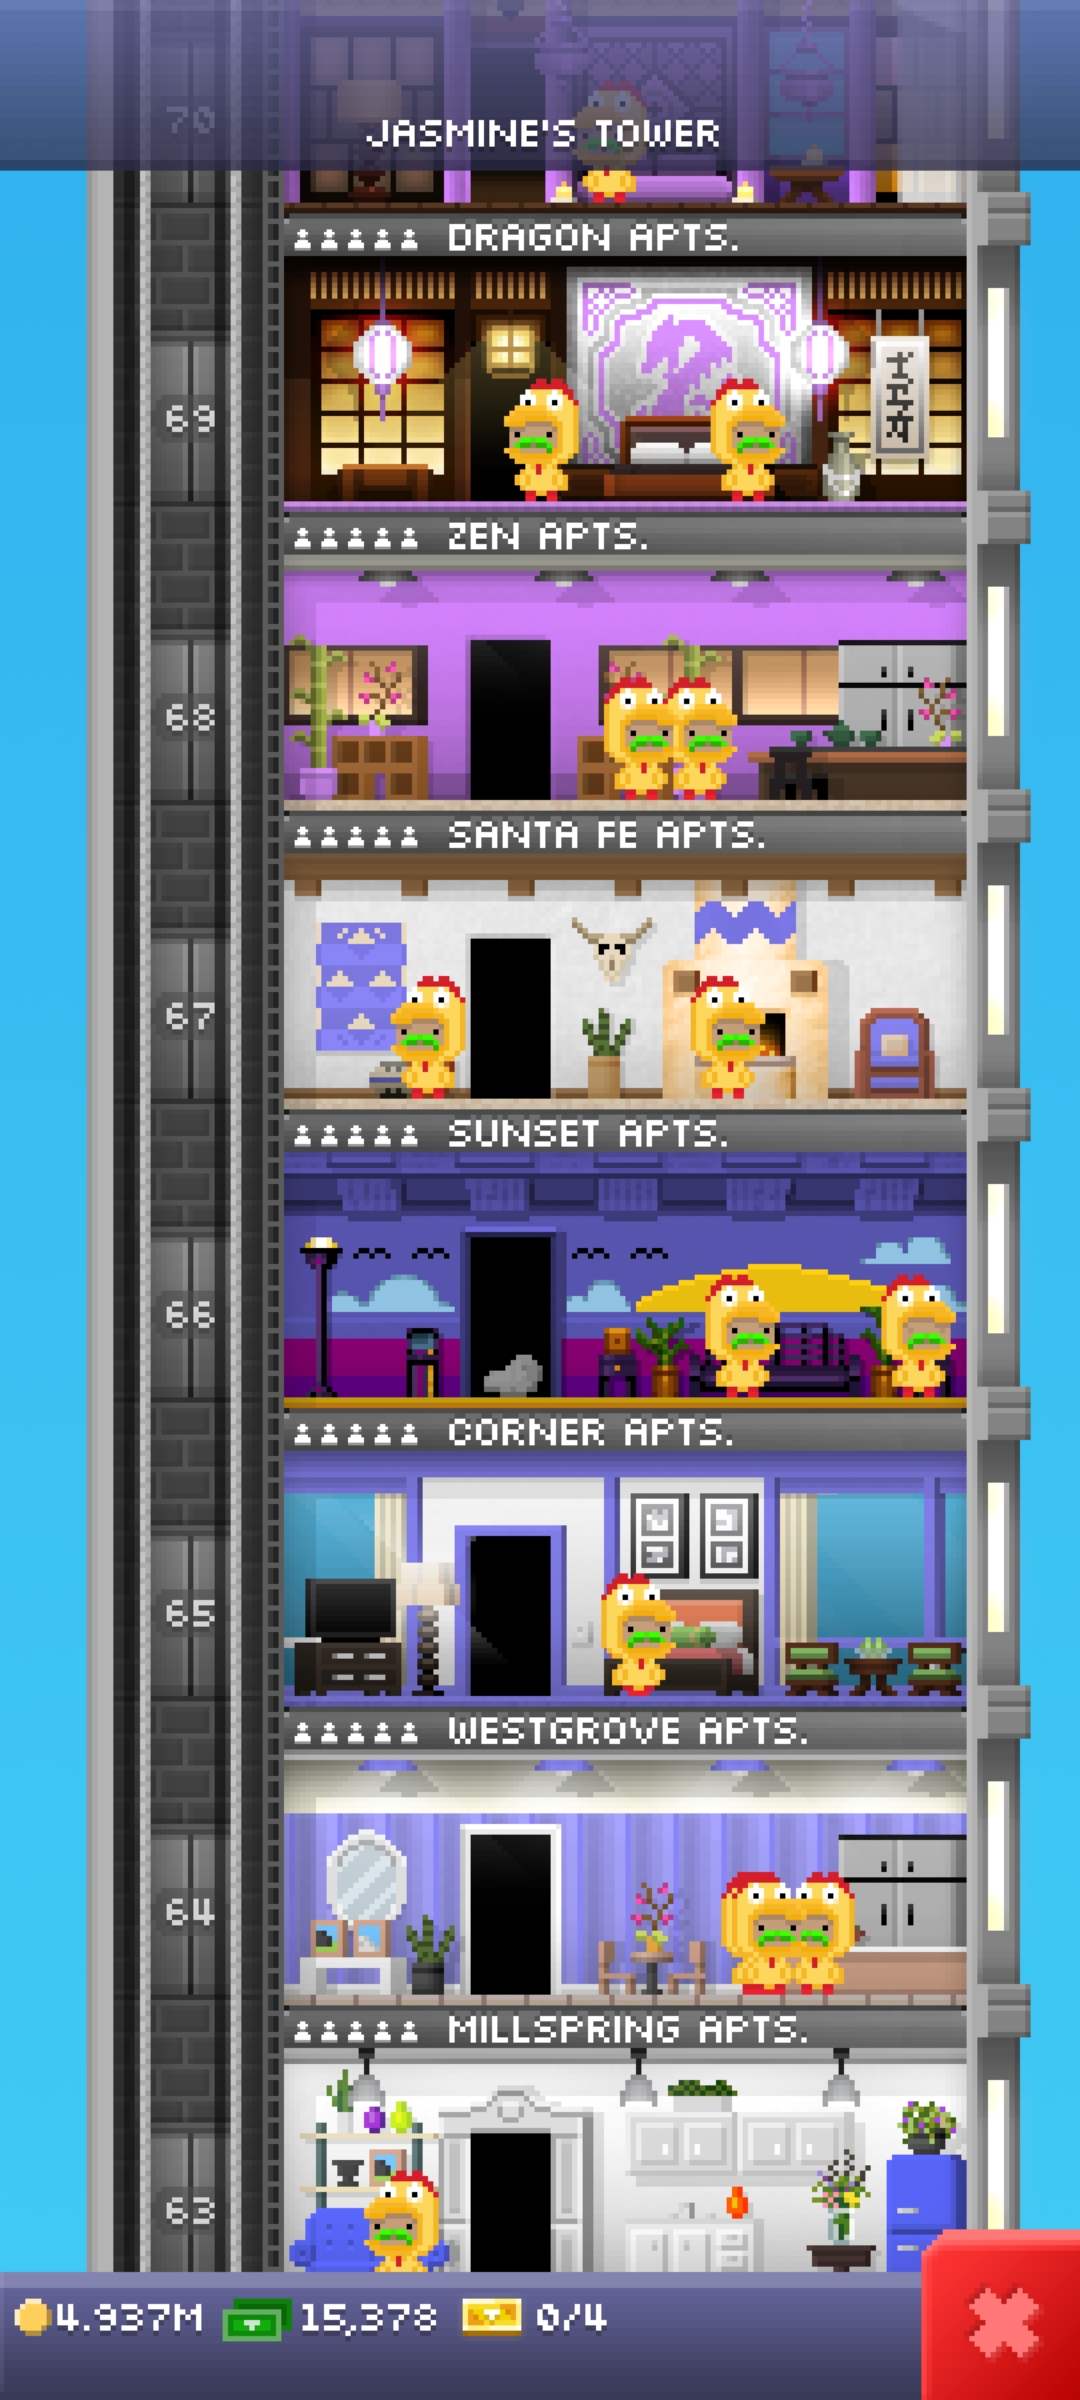 70
JASMINE'S TOWER
DRAGON APTS.
69
ZEN APTS.
68
SANTA FE APTS.
67
SUNSET APTS.
66
CORNER APTS.
65
WESTGROVE APTS.
64
MILLSPRING APTS.
63
4.937M 15,378 0/4